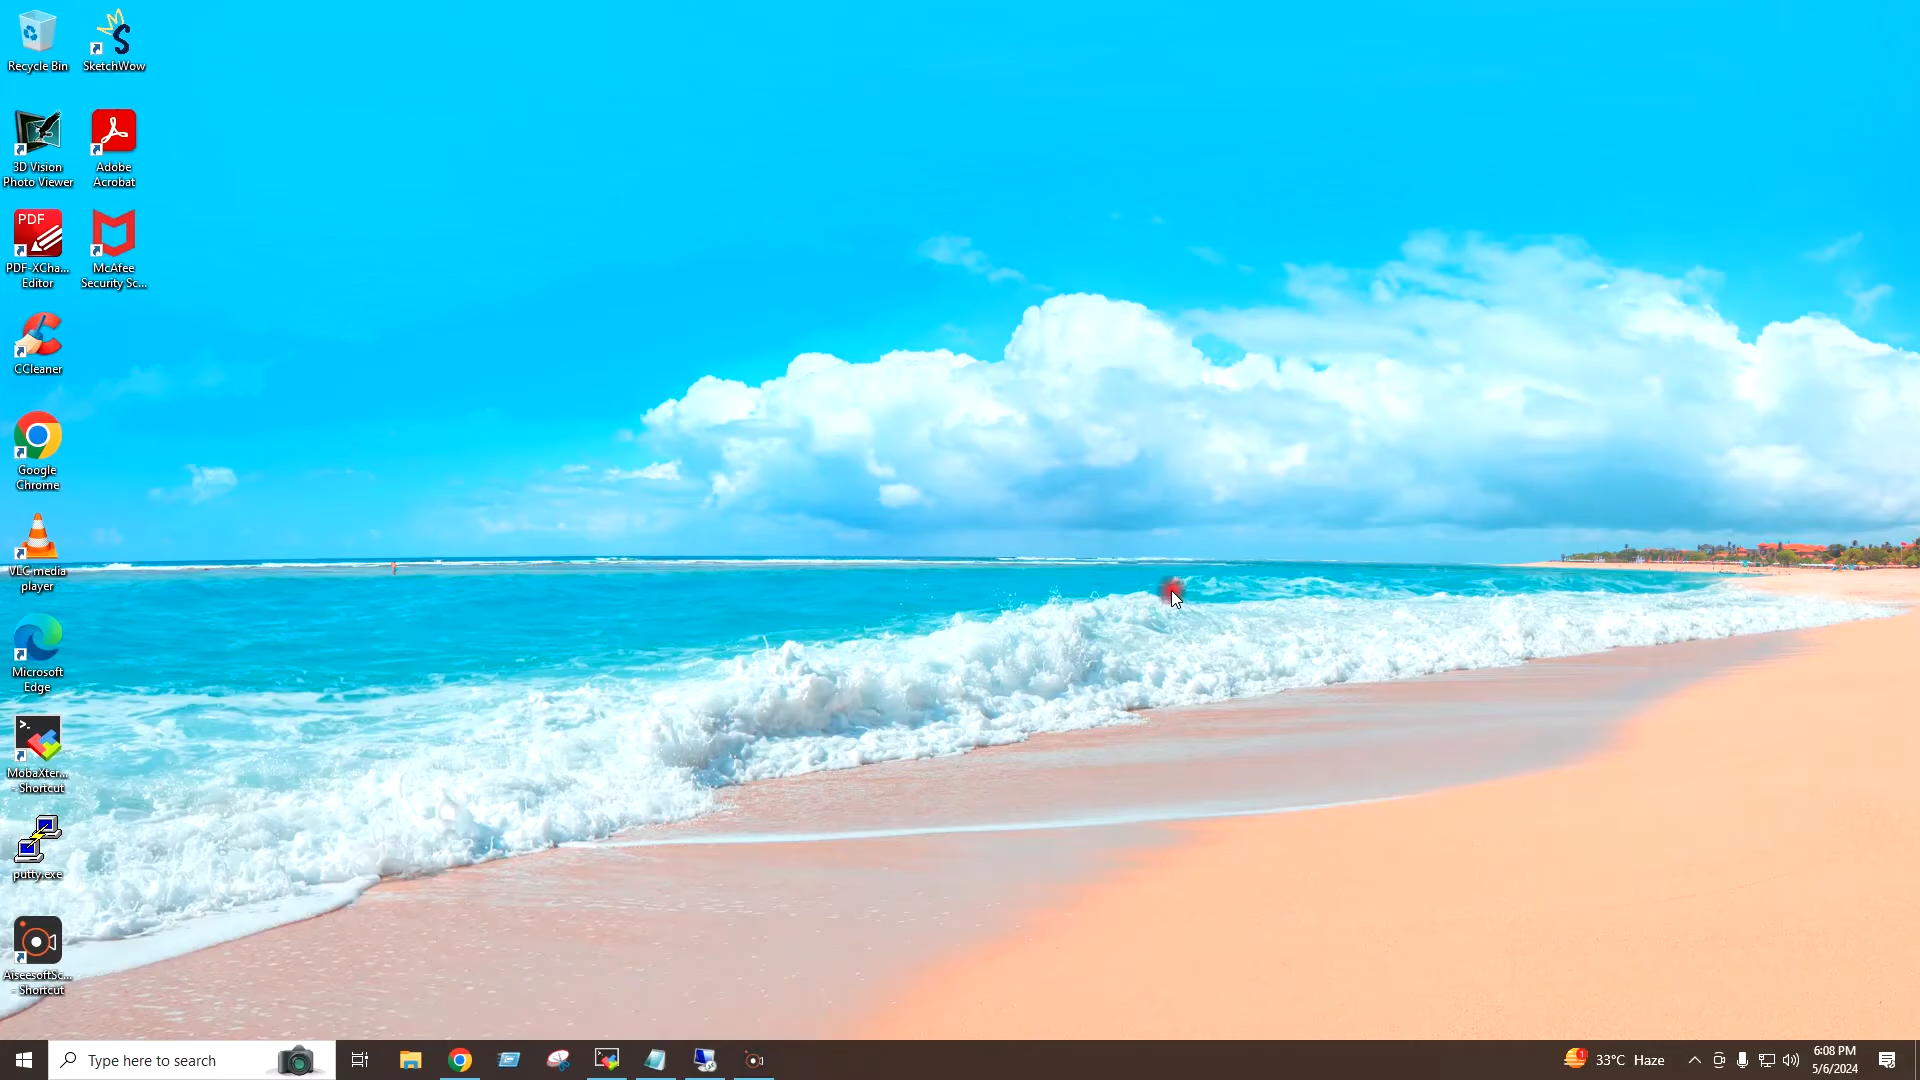 Recycle Bin
SketchWow
3D Vision
Photo Viewer
Adobe
Acrobat
PDF
PDF-XCha...
Editor
McAfee
Security Sc...
CCleaner
Google
Chrome
VLC media
player
Microsoft
Edge
MobaXter...
- Shortcut
putty.exe
AiseesoftSc...
- Shortcut
Type here to search
1
33°C Haze
6:08 PM
5/6/2024